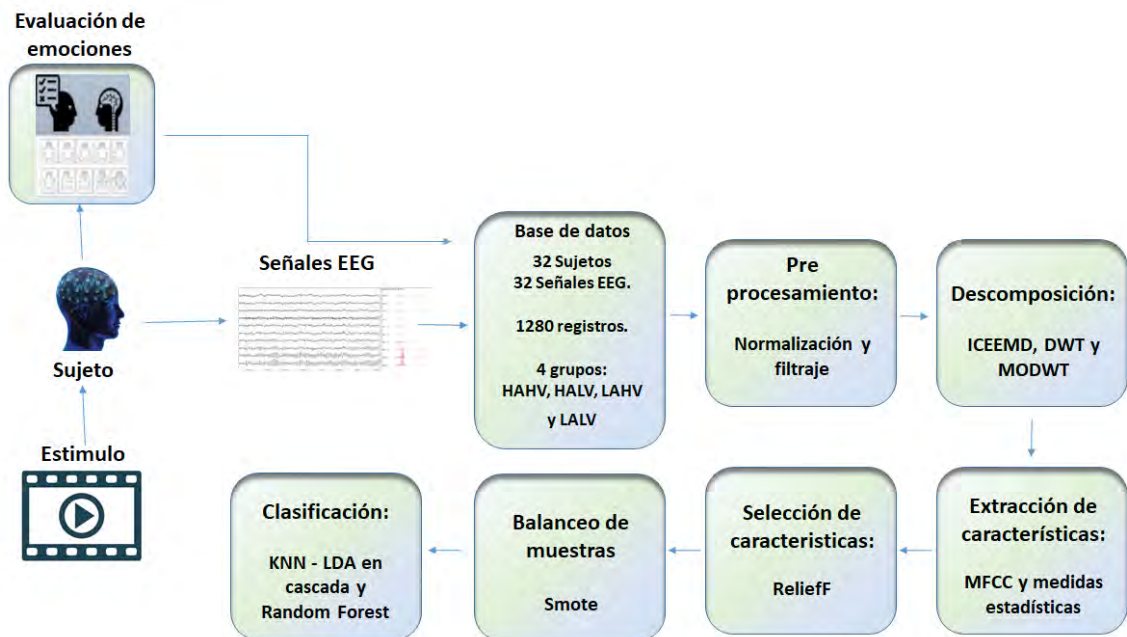 Evaluación de
emociones
Sujeto
Estimulo
Señales EEG
Base de datos
32 Sujetos
32 Señales EEG.
1280 registros.
4 grupos:
HAHV, HALV, LAHV
y LALV
Pre
procesamiento:
Normalización y
filtraje
Descomposición:
ICEEMD, DWT y
MODWT
Extracción de
características:
MFCC y medidas
estadísticas
Selección de
caracteristicas:
ReliefF
Balanceo de
muestras
Smote
Clasificación:
KNN - LDA en
cascada y
Random Forest